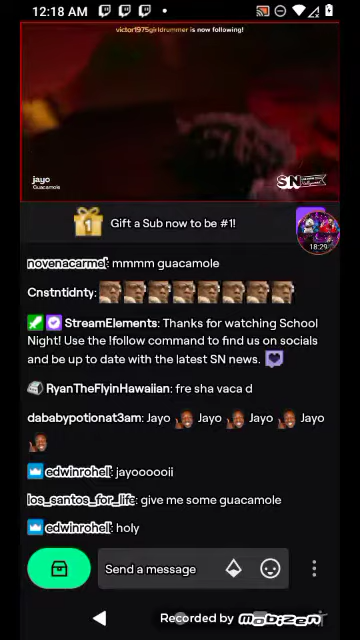 12:18 AM
victor1975girldrummer is now following!
jayo
Guacamole
SN
1
Gift a Sub now to be #1!
18:29
novenacarmel: mmmm guacamole
Cnstntidnty:
StreamElements: Thanks for watching School
Night! Use the !follow command to find us on socials
and be up to date with the latest SN news.
RyanTheFlyinHawaiian: fre sha vaca d
dababypotionat3am: Jayo Jayo Jayo Jayo
edwinrohell: jayoooooii
los_santos_for_life: give me some guacamole
edwinrohell: holy
Send a message
Recorded by mobizen